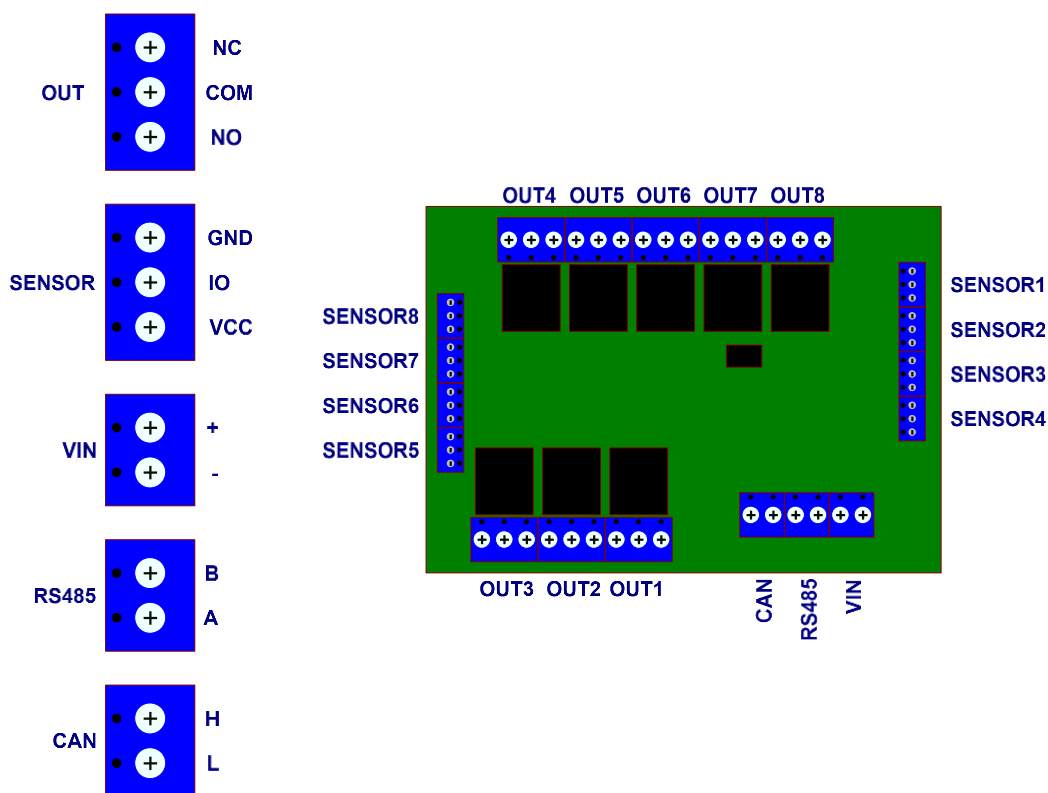 NC
OUT
COM
NO
GND
SENSOR
IO
VCC
+
VIN
-
B
RS485
A
H
CAN
L
OUT4 OUT5 OUT6 OUT7 OUT8
SENSOR8
SENSOR7
SENSOR6
SENSOR5
SENSOR1
SENSOR2
SENSOR3
SENSOR4
OUT3 OUT2 OUT1
CAN
RS485
VIN